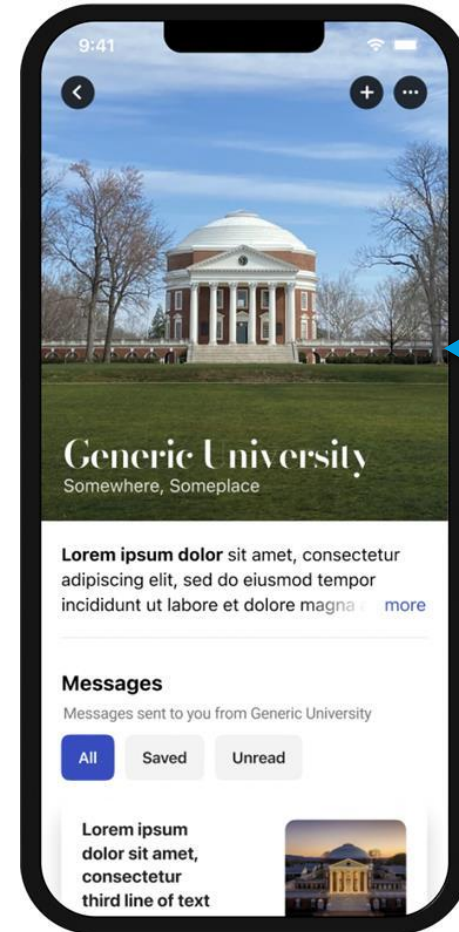 9:41
Generic University
Somewhere, Someplace
Lorem ipsum dolor sit amet, consectetur
adipiscing elit, sed do eiusmod tempor
incididunt ut labore et dolore magna more
Messages
Messages sent to you from Generic University
All Saved Unread
Lorem ipsum
dolor sit amet,
consectetur
third line of text